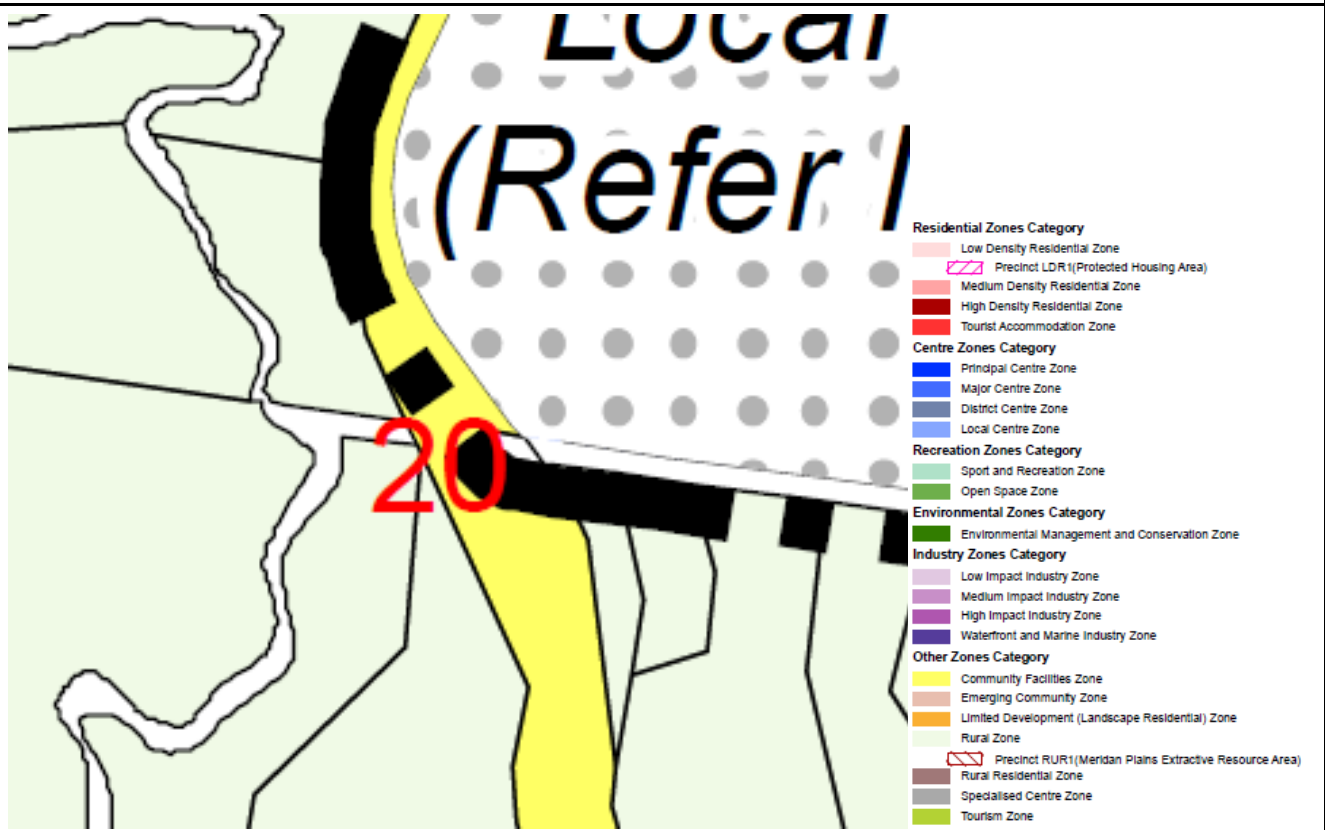 Local
(Refer
20
Residential Zones Category
Low Density Residential Zone
Precinct LDR1(Protected Housing Area)
Medium Density Residential Zone
High Density Residential Zone
Tourist Accommodation Zone
Centre Zones Category
Principal Centre Zone
Major Centre Zone
District Centre Zone
Local Centre Zone
Recreation Zones Category
Sport and Recreation Zone
Open Space Zone
Environmental Zones Category
Environmental Management and Conservation Zone
Industry Zones Category
Low Impact Industry Zone
Medium Impact Industry Zone
High Impact Industry Zone
Waterfront and Marine Industry Zone
Other Zones Category
Community Facilities Zone
Emerging Community Zone
Limited Development (Landscape Residential) Zone
Rural Zone
Precinct RUR1(Meridan Plains Extractive Resource Area)
Rural Residential Zone
Specialised Centre Zone
Tourism Zone